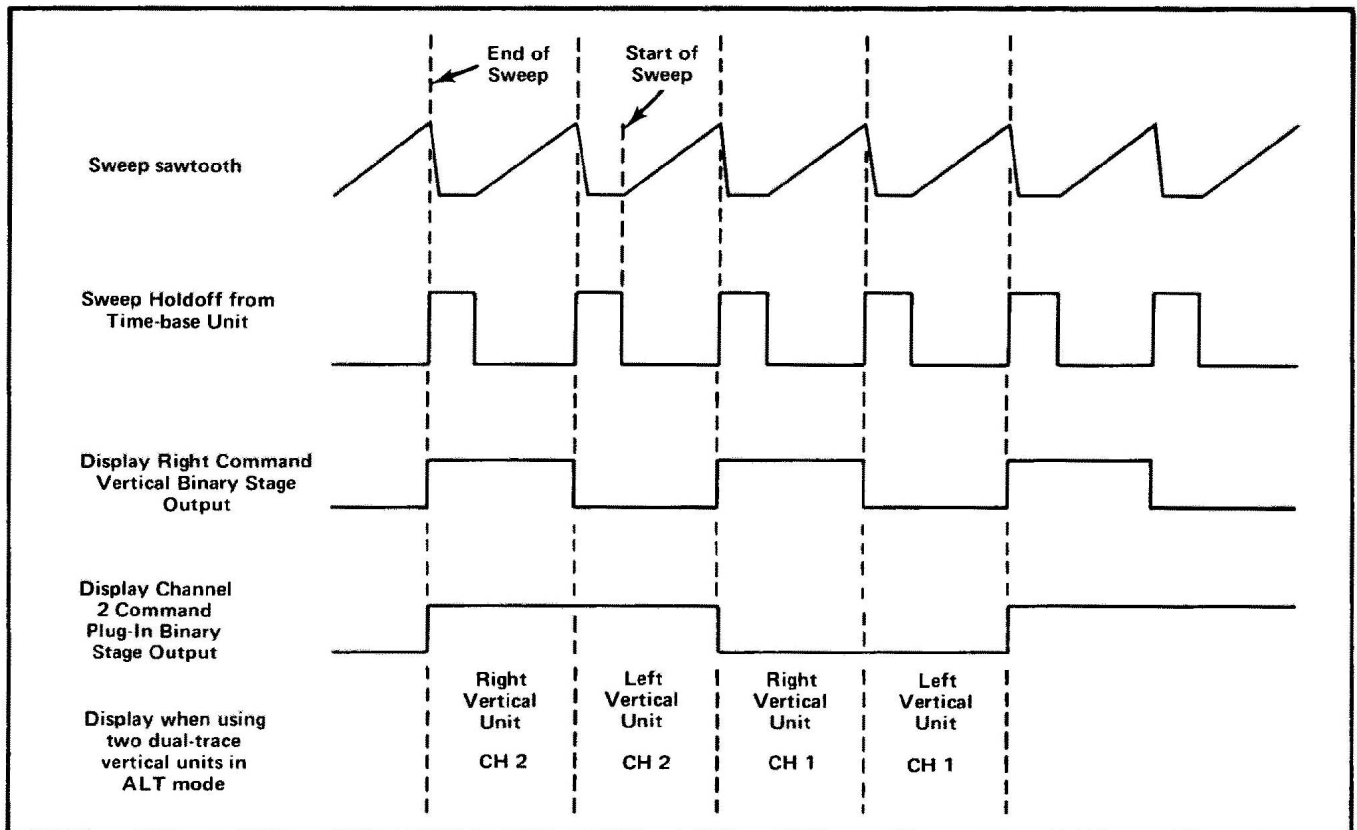 End of
Sweep
Start of
Sweep
Sweep sawtooth
Sweep Holdoff from
Time-base Unit
Display Right Command
Vertical Binary Stage
Output
Display Channel
2 Command
Plug-In Binary
Stage Output
Display when using
two dual-trace
vertical units in
ALT mode
Right
Vertical
Unit
CH 2
Left
Vertical
Unit
CH 2
Right
Vertical
Unit
CH 1
Left
Vertical
Unit
CH 1